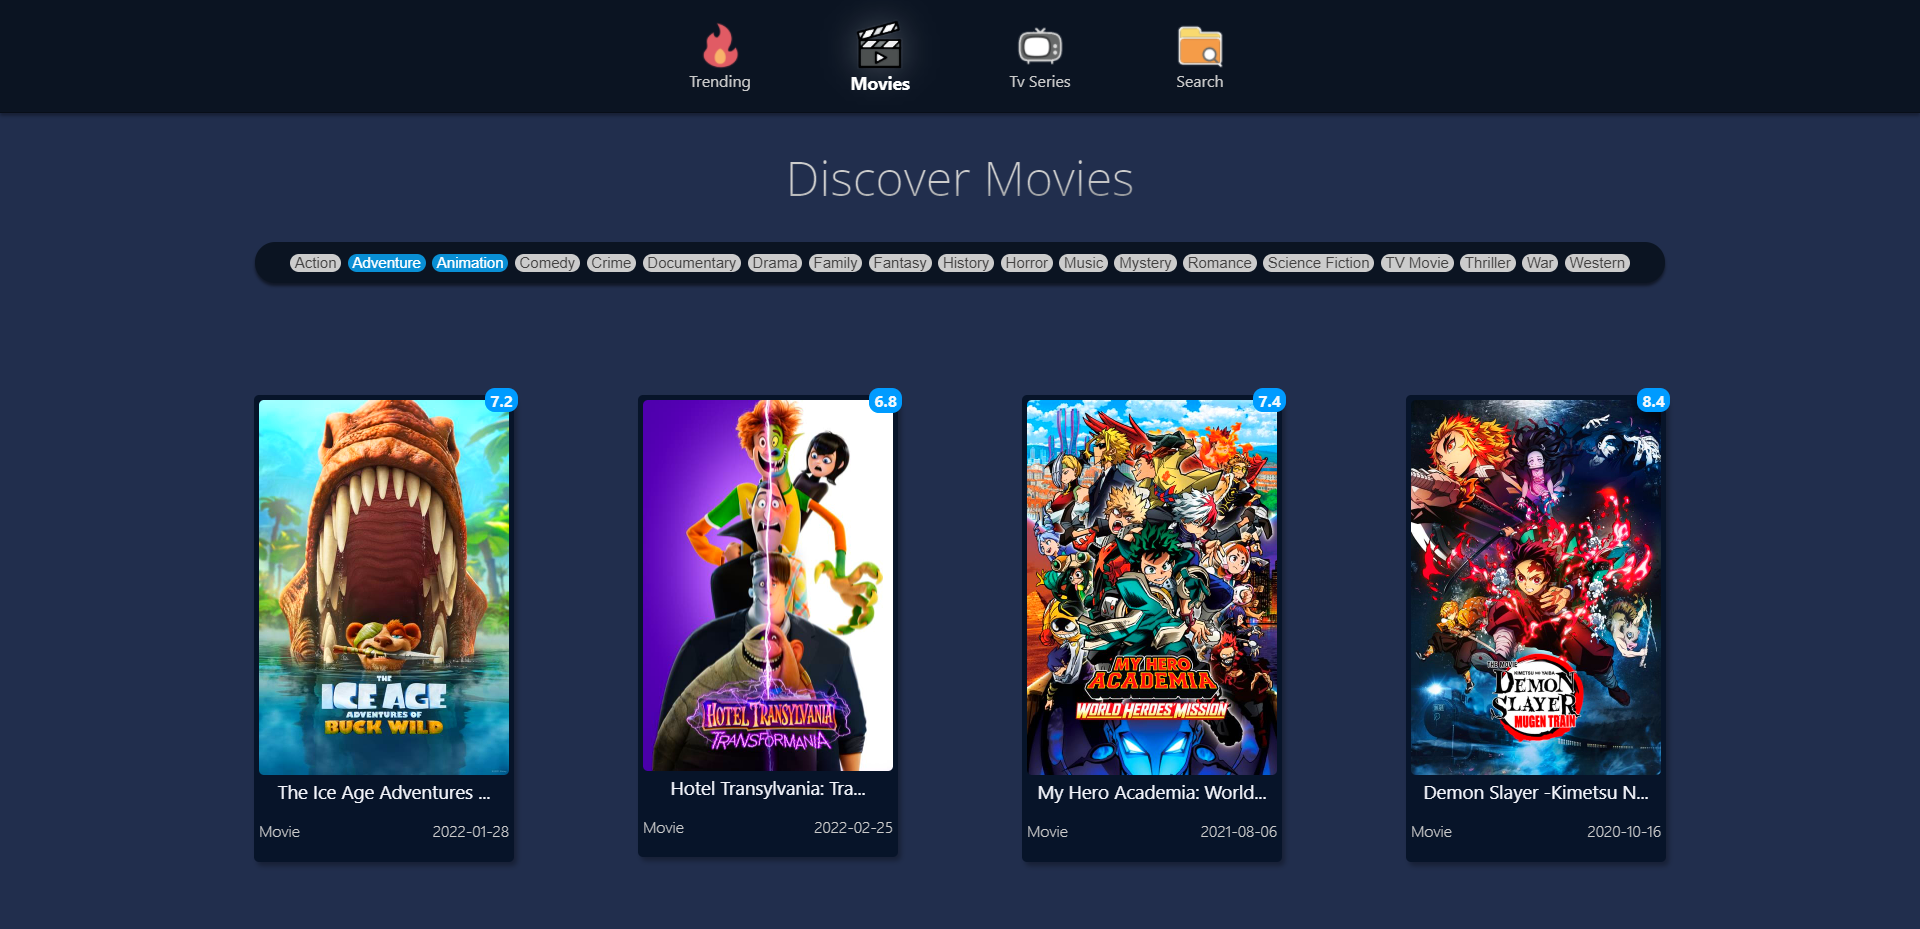 Trending
Movies
Tv Series
Search
Discover Movies
Action Adventure Animation Comedy Crime Documentary Drama Family Fantasy History Horror Music Mystery Romance Science Fiction TV Movie Thriller War Western
7.2
THE
ICE AGE
ADVENTURES OF
BUCK WILD
The Ice Age Adventures ...
Movie 2022-01-28
6.8
HOTEL TRANSYLVANIA
TRANSFORMANIA
Hotel Transylvania: Tra...
Movie 2022-02-25
7.4
MY HERO
ACADEMIA
WORLD HEROES' MISSION
My Hero Academia: World...
Movie 2021-08-06
8.4
THE MOVIE
KIMETSU NO YAIBA
DEMON
SLAYER
MUGEN TRAIN
Demon Slayer -Kimetsu N...
Movie 2020-10-16